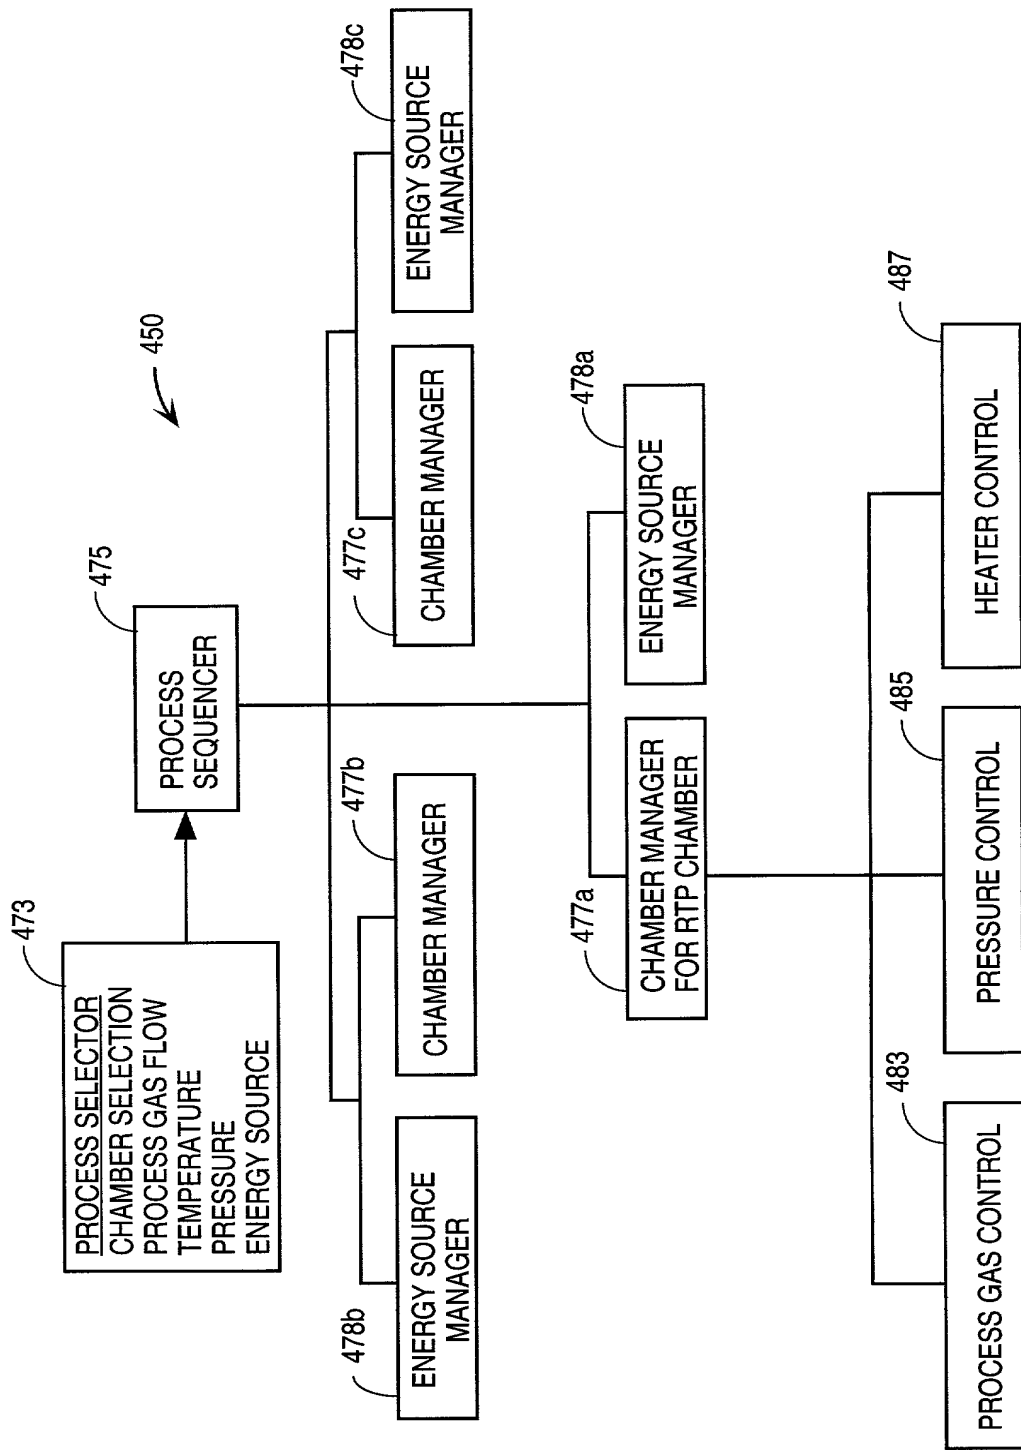 450
473
PROCESS SELECTOR
CHAMBER SELECTION
PROCESS GAS FLOW
TEMPERATURE
PRESSURE
ENERGY SOURCE
475
PROCESS
SEQUENCER
478b
ENERGY SOURCE
MANAGER
477b
CHAMBER MANAGER
477c
CHAMBER MANAGER
478c
ENERGY SOURCE
MANAGER
477a
CHAMBER MANAGER
FOR RTP CHAMBER
478a
ENERGY SOURCE
MANAGER
483
PROCESS GAS CONTROL
485
PRESSURE CONTROL
487
HEATER CONTROL